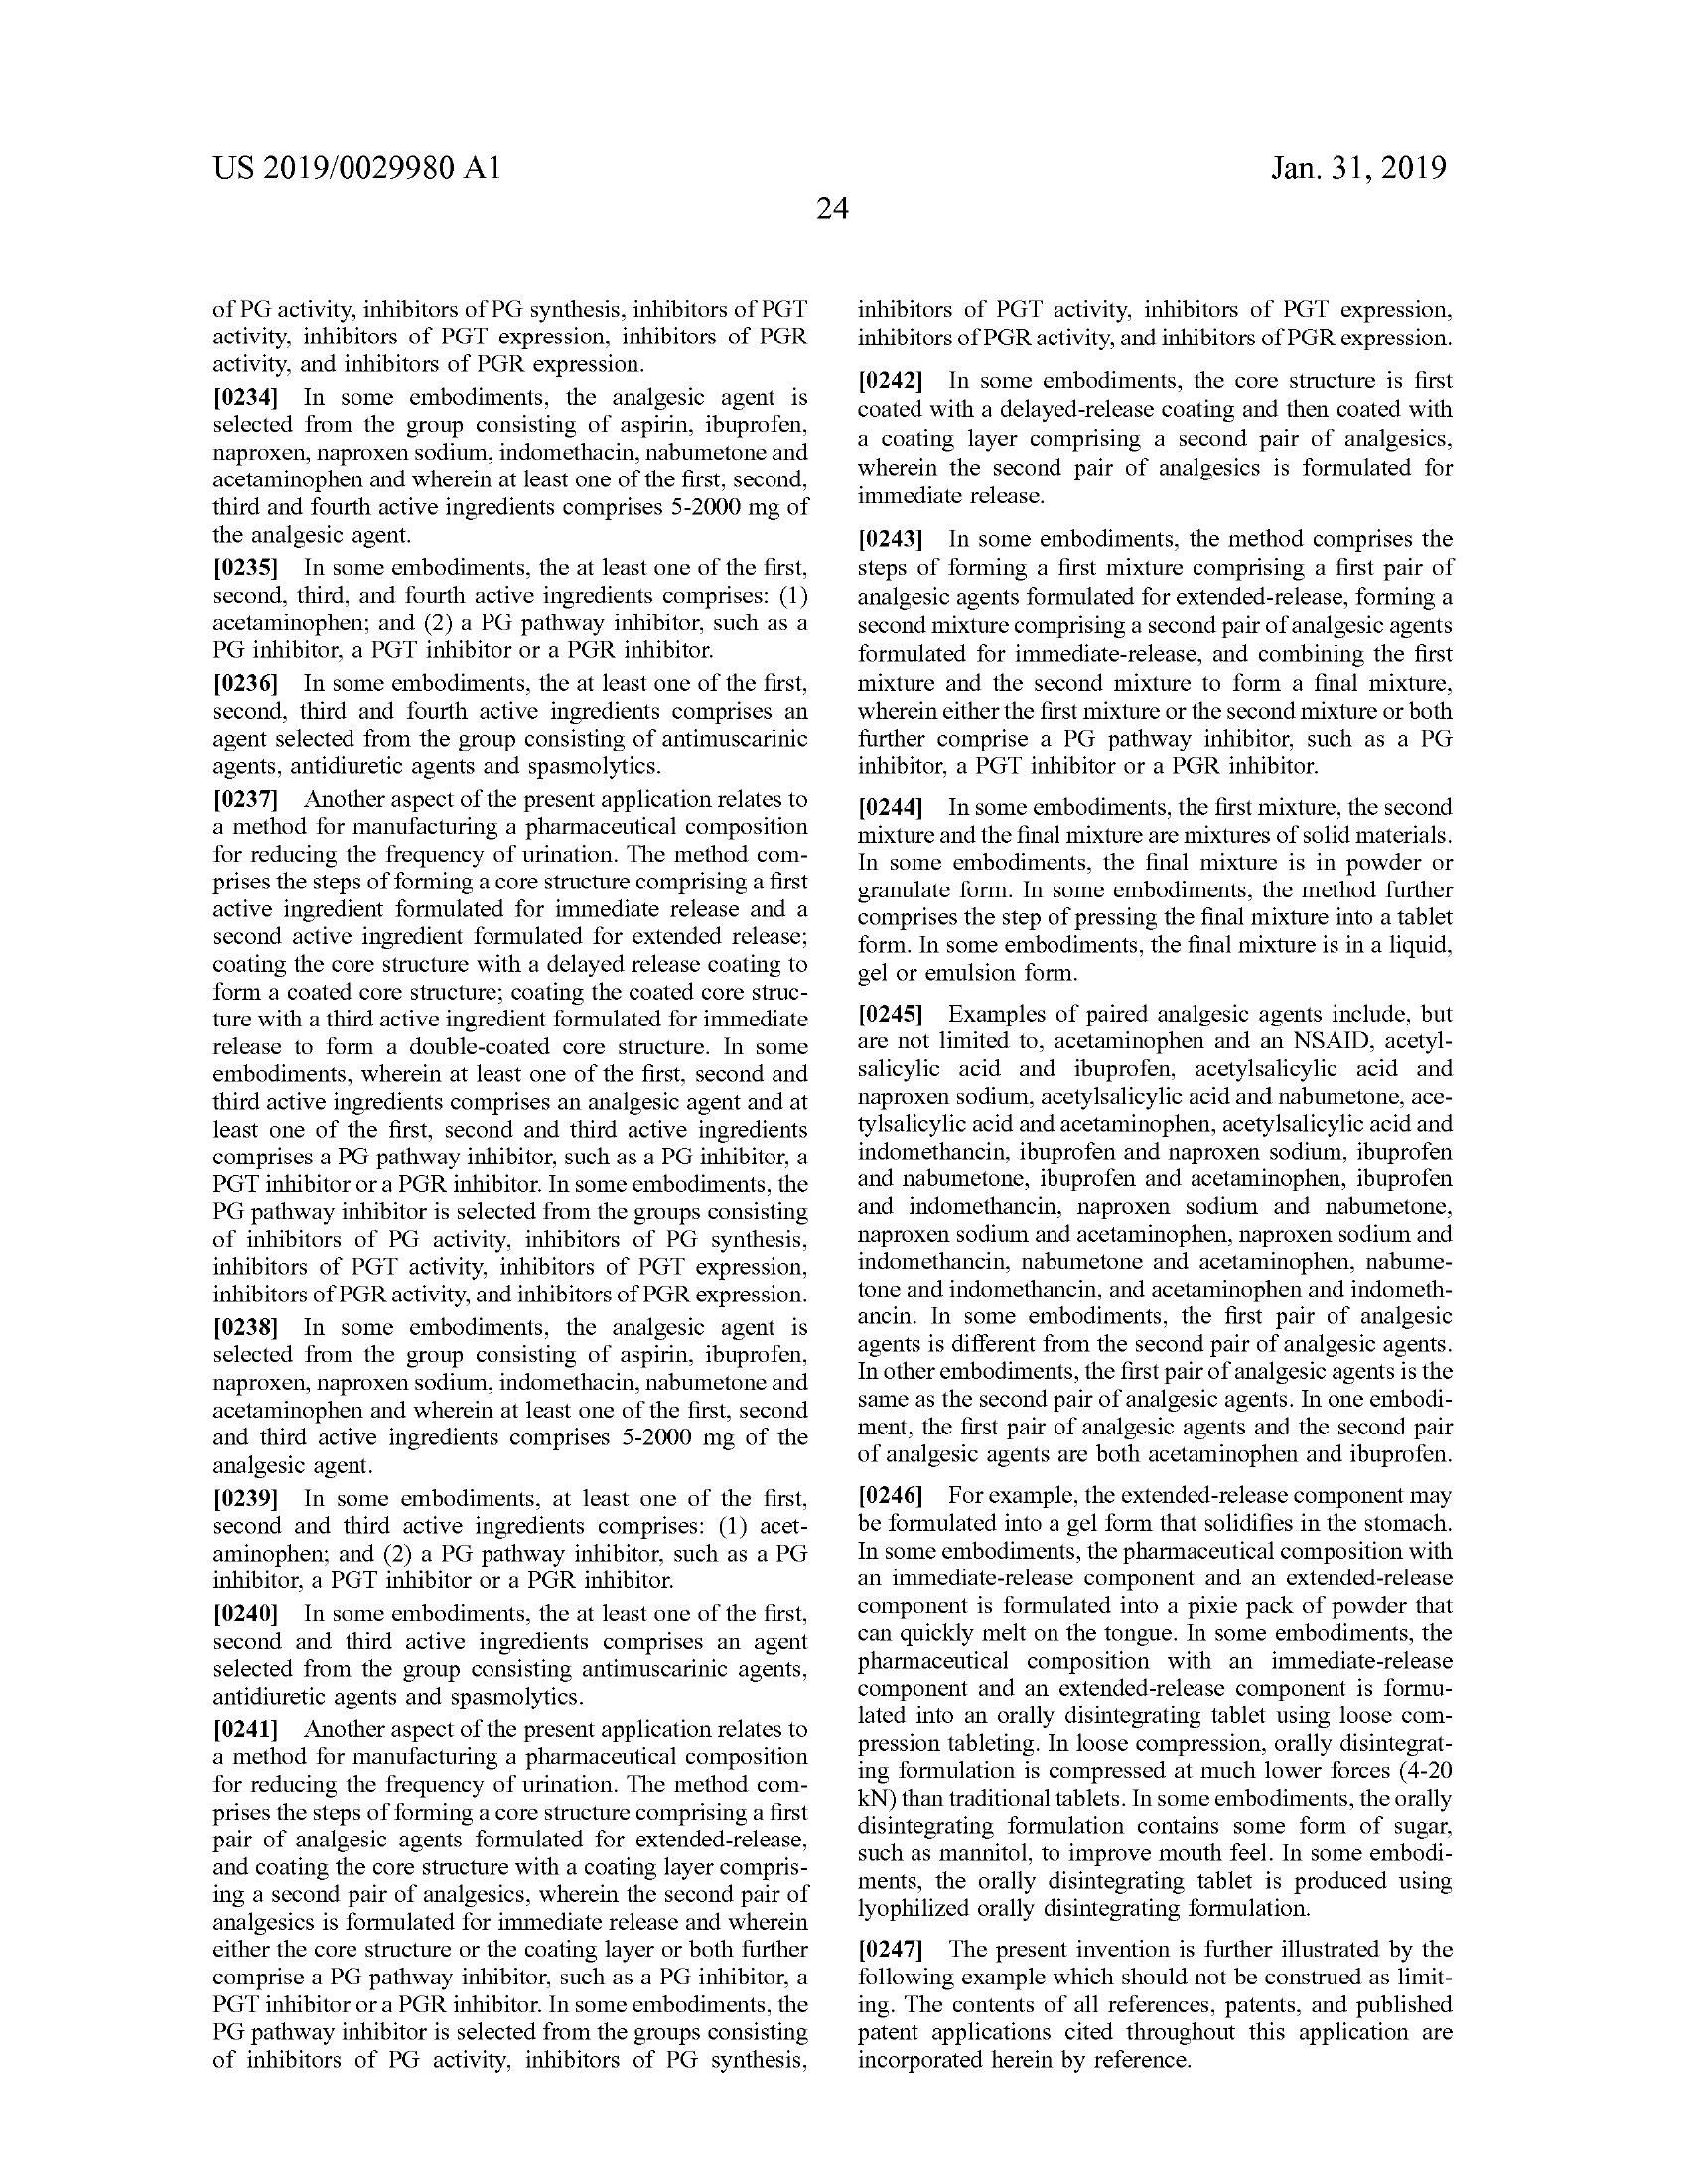 US 2019/0029980 A1
Jan. 31, 2019
24
of PG activity, inhibitors of PG synthesis, inhibitors of PGT
activity, inhibitors of PGT expression, inhibitors of PGR
activity, and inhibitors of PGR expression.
[0234] In some embodiments, the analgesic agent is
selected from the group consisting of aspirin, ibuprofen,
naproxen, naproxen sodium, indomethacin, nabumetone and
acetaminophen and wherein at least one of the first, second,
third and fourth active ingredients comprises 5-2000 mg of
the analgesic agent.
[0235] In some embodiments, the at least one of the first,
second, third, and fourth active ingredients comprises: (1)
acetaminophen; and (2) a PG pathway inhibitor, such as a
PG inhibitor, a PGT inhibitor or a PGR inhibitor.
[0236] In some embodiments, the at least one of the first,
second, third and fourth active ingredients comprises an
agent selected from the group consisting of antimuscarinic
agents, antidiuretic agents and spasmolytics.
[0237] Another aspect of the present application relates to
a method for manufacturing a pharmaceutical composition
for reducing the frequency of urination. The method com-
prises the steps of forming a core structure comprising a first
active ingredient formulated for immediate release and a
second active ingredient formulated for extended release;
coating the core structure with a delayed release coating to
form a coated core structure; coating the coated core struc-
ture with a third active ingredient formulated for immediate
release to form a double-coated core structure. In some
embodiments, wherein at least one of the first, second and
third active ingredients comprises an analgesic agent and at
least one of the first, second and third active ingredients
comprises a PG pathway inhibitor, such as a PG inhibitor, a
PGT inhibitor or a PGR inhibitor. In some embodiments, the
PG pathway inhibitor is selected from the groups consisting
of inhibitors of PG activity, inhibitors of PG synthesis,
inhibitors of PGT activity, inhibitors of PGT expression,
inhibitors of PGR activity, and inhibitors of PGR expression.
[0238] In some embodiments, the analgesic agent is
selected from the group consisting of aspirin, ibuprofen,
naproxen, naproxen sodium, indomethacin, nabumetone and
acetaminophen and wherein at least one of the first, second
and third active ingredients comprises 5-2000 mg of the
analgesic agent.
[0239] In some embodiments, at least one of the first,
second and third active ingredients comprises: (1) acet-
aminophen; and (2) a PG pathway inhibitor, such as a PG
inhibitor, a PGT inhibitor or a PGR inhibitor.
[0240] In some embodiments, the at least one of the first,
second and third active ingredients comprises an agent
selected from the group consisting antimuscarinic agents,
antidiuretic agents and spasmolytics.
[0241] Another aspect of the present application relates to
a method for manufacturing a pharmaceutical composition
for reducing the frequency of urination. The method com-
prises the steps of forming a core structure comprising a first
pair of analgesic agents formulated for extended-release,
and coating the core structure with a coating layer compris-
ing a second pair of analgesics, wherein the second pair of
analgesics is formulated for immediate release and wherein
either the core structure or the coating layer or both further
comprise a PG pathway inhibitor, such as a PG inhibitor, a
PGT inhibitor or a PGR inhibitor. In some embodiments, the
PG pathway inhibitor is selected from the groups consisting
of inhibitors of PG activity, inhibitors of PG synthesis,
inhibitors of PGT activity, inhibitors of PGT expression,
inhibitors of PGR activity, and inhibitors of PGR expression.
[0242] In some embodiments, the core structure is first
coated with a delayed-release coating and then coated with
a coating layer comprising a second pair of analgesics,
wherein the second pair of analgesics is formulated for
immediate release.
[0243] In some embodiments, the method comprises the
steps of forming a first mixture comprising a first pair of
analgesic agents formulated for extended-release, forming a
second mixture comprising a second pair of analgesic agents
formulated for immediate-release, and combining the first
mixture and the second mixture to form a final mixture,
wherein either the first mixture or the second mixture or both
further comprise a PG pathway inhibitor, such as a PG
inhibitor, a PGT inhibitor or a PGR inhibitor.
[0244] In some embodiments, the first mixture, the second
mixture and the final mixture are mixtures of solid materials.
In some embodiments, the final mixture is in powder or
granulate form. In some embodiments, the method further
comprises the step of pressing the final mixture into a tablet
form. In some embodiments, the final mixture is in a liquid,
gel or emulsion form.
[0245] Examples of paired analgesic agents include, but
are not limited to, acetaminophen and an NSAID, acetyl-
salicylic acid and ibuprofen, acetylsalicylic acid and
naproxen sodium, acetylsalicylic acid and nabumetone, ace-
tylsalicylic acid and acetaminophen, acetylsalicylic acid and
indomethancin, ibuprofen and naproxen sodium, ibuprofen
and nabumetone, ibuprofen and acetaminophen, ibuprofen
and indomethancin, naproxen sodium and nabumetone,
naproxen sodium and acetaminophen, naproxen sodium and
indomethancin, nabumetone and acetaminophen, nabume-
tone and indomethancin, and acetaminophen and indometh-
ancin. In some embodiments, the first pair of analgesic
agents is different from the second pair of analgesic agents.
In other embodiments, the first pair of analgesic agents is the
same as the second pair of analgesic agents. In one embodi-
ment, the first pair of analgesic agents and the second pair
of analgesic agents are both acetaminophen and ibuprofen.
[0246] For example, the extended-release component may
be formulated into a gel form that solidifies in the stomach.
In some embodiments, the pharmaceutical composition with
an immediate-release component and an extended-release
component is formulated into a pixie pack of powder that
can quickly melt on the tongue. In some embodiments, the
pharmaceutical composition with an immediate-release
component and an extended-release component is formu-
lated into an orally disintegrating tablet using loose com-
pression tableting. In loose compression, orally disintegrat-
ing formulation is compressed at much lower forces (4-20
kN) than traditional tablets. In some embodiments, the orally
disintegrating formulation contains some form of sugar,
such as mannitol, to improve mouth feel. In some embodi-
ments, the orally disintegrating tablet is produced using
lyophilized orally disintegrating formulation.
[0247] The present invention is further illustrated by the
following example which should not be construed as limit-
ing. The contents of all references, patents, and published
patent applications cited throughout this application are
incorporated herein by reference.